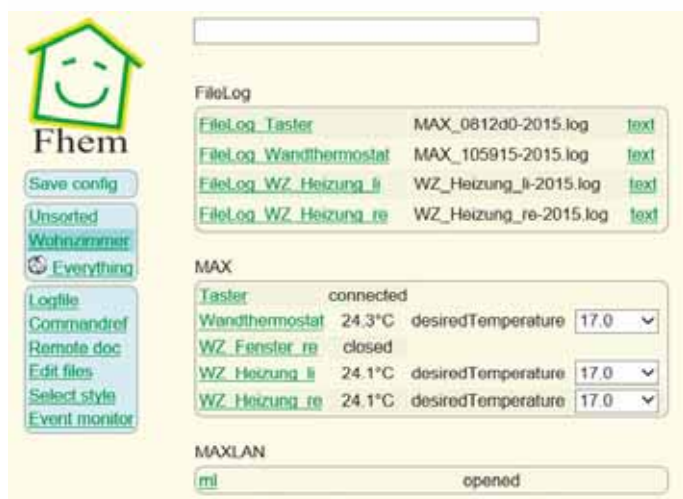 Fhem
Save config
Unsorted
Wohnzimmer
Everything
Logfile
Commandref
Remote doc
Edit files
Select style
Event monitor
FileLog
FileLog_Taster MAX_0812d0-2015.log text
FileLog_Wandthermostat MAX_105915-2015.log text
FileLog_WZ_Heizung_li WZ_Heizung_li-2015.log text
FileLog_WZ_Heizung_re WZ_Heizung_re-2015.log text
MAX
Taster connected
Wandthermostat 24.3°C desiredTemperature 17.0
WZ_Fenster_re closed
WZ_Heizung_li 24.1°C desiredTemperature 17.0
WZ_Heizung_re 24.1°C desiredTemperature 17.0
MAXLAN
ml opened